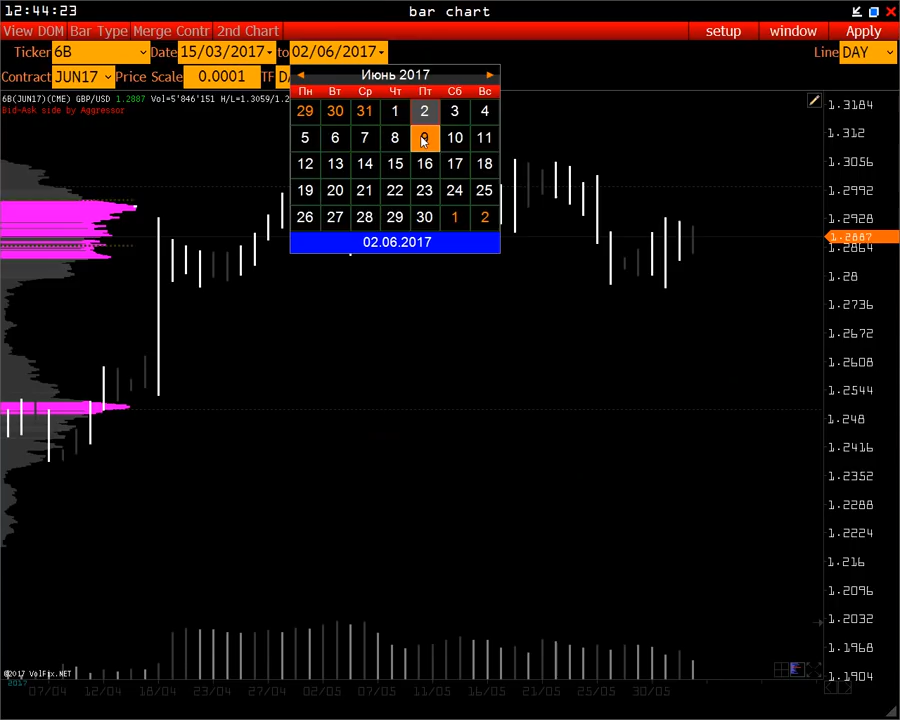 12:44:23
bar chart
View DOM Bar Type Merge Contr 2nd Chart setup window Apply
Ticker 6B Date 15/03/2017 to 02/06/2017 Line DAY
Contract JUN17 Price Scale 0.0001 TF
Июнь 2017
Пн Вт Ср Чт Пт Сб Вс
29 30 31 1 2 3 4
5 6 7 8 9 10 11
12 13 14 15 16 17 18
19 20 21 22 23 24 25
26 27 28 29 30 1 2
02.06.2017
6B(JUN17)(CME) GBP/USD 1.2887 Vol=5'846'151 H/L=1.3059/1.2
Bid-Ask side by Aggressor
1.3184
1.312
1.3056
1.2992
1.2928
1.2887
1.2864
1.28
1.2736
1.2672
1.2608
1.2544
1.248
1.2416
1.2352
1.2288
1.2224
1.216
1.2096
1.2032
1.1968
1.1904
©2017 VolFix.NET
2017
07/04 12/04 18/04 23/04 27/04 02/05 07/05 11/05 16/05 21/05 25/05 30/05